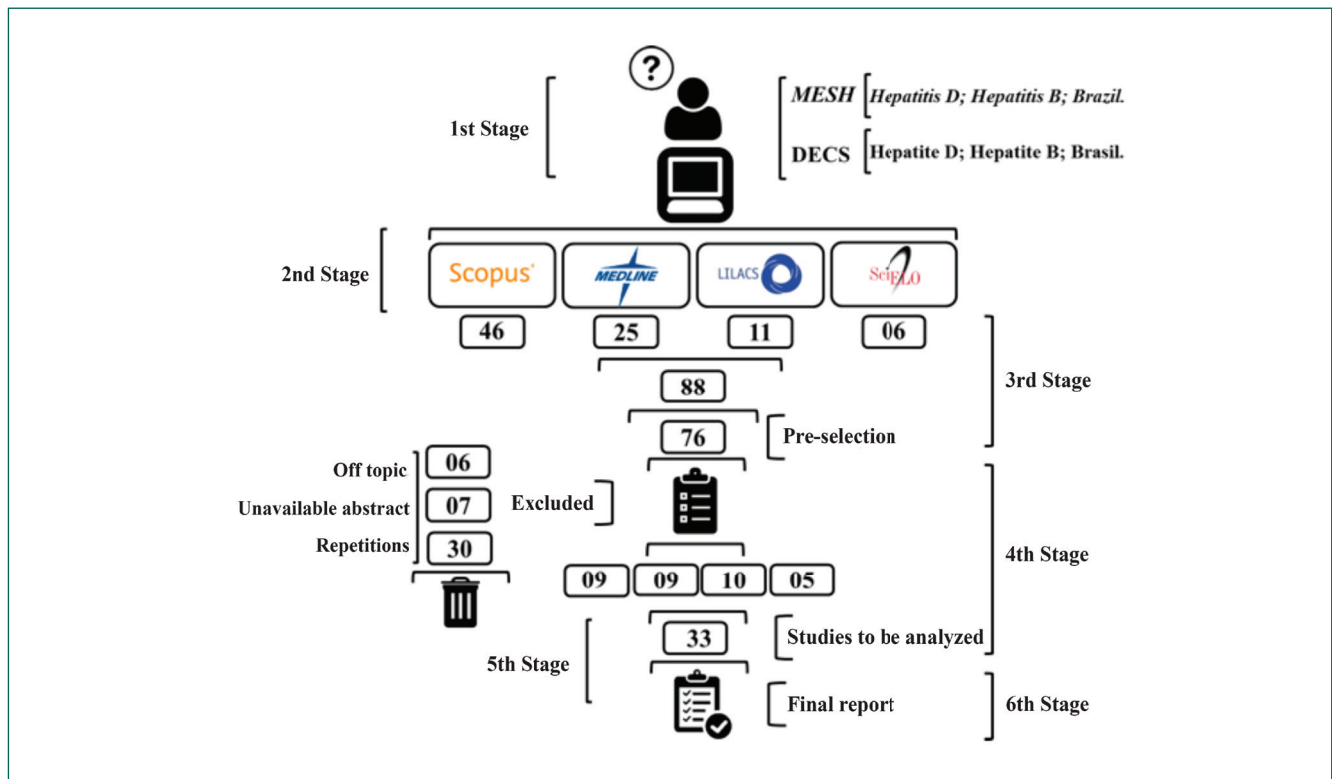 ?
1st Stage
MESH
Hepatitis D; Hepatitis B; Brazil.
DECS
Hepatite D; Hepatite B; Brasil.
2nd Stage
Scopus®
MEDLINE
LILACS
SciELO
46
25
11
06
3rd Stage
88
76
Pre-selection
Off topic
06
Unavailable abstract
07
Repetitions
30
Excluded
4th Stage
09
09
10
05
33
Studies to be analyzed
5th Stage
Final report
6th Stage